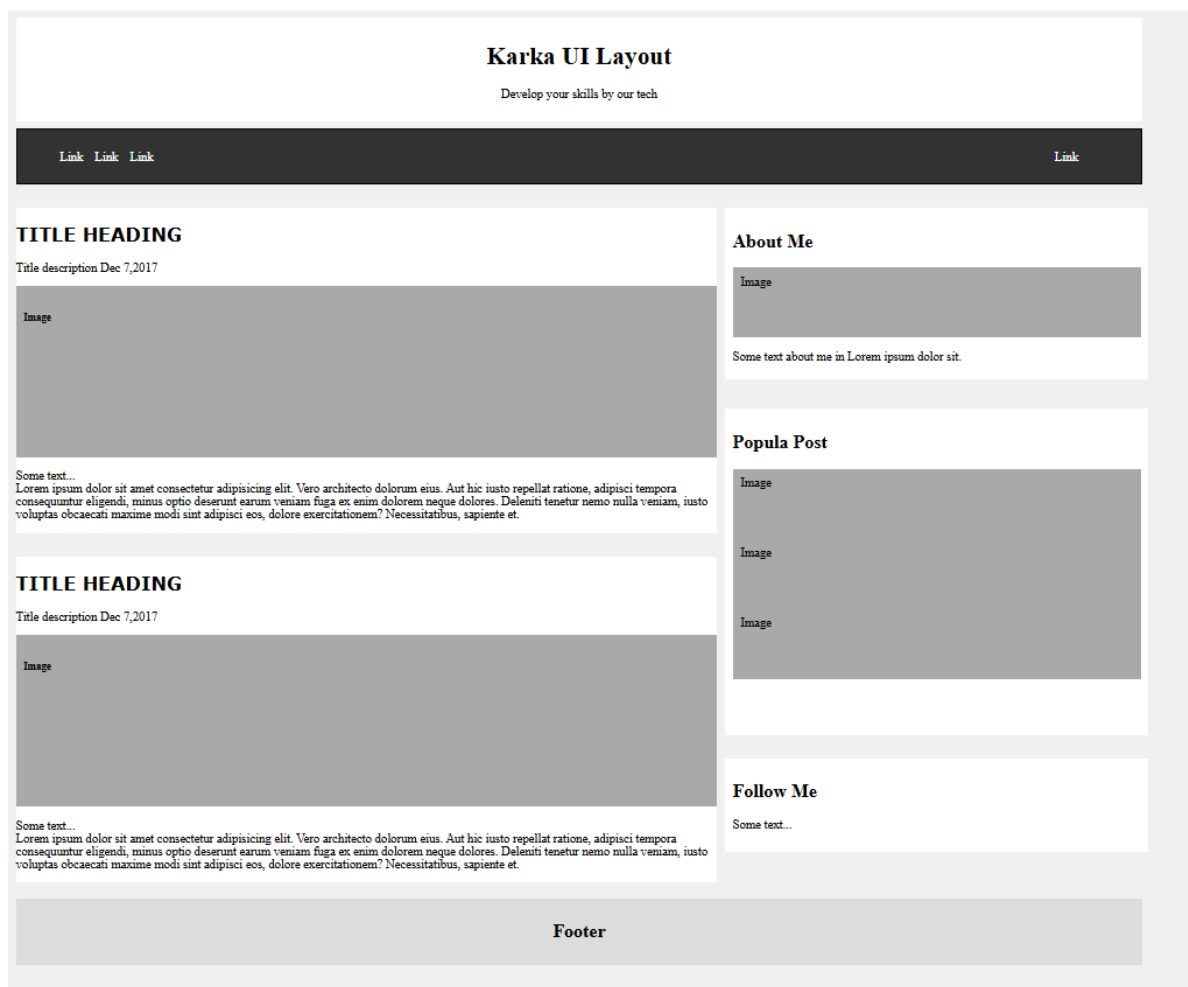 Karka UI Layout
Develop your skills by our tech
Link Link Link Link
TITLE HEADING
Title description Dec 7,2017
Image
Some text...
Lorem ipsum dolor sit amet consectetur adipisicing elit. Vero architecto dolorum eius. Aut hic iusto repellat ratione, adipisci tempora
consequuntur eligendi, minus optio deserunt earum veniam fuga ex enim dolorem neque dolores. Deleniti tenetur nemo nulla veniam, iusto
voluptas obcaecati maxime modi sint adipisci eos, dolore exercitationem? Necessitatibus, sapiente et.
TITLE HEADING
Title description Dec 7,2017
Image
Some text...
Lorem ipsum dolor sit amet consectetur adipisicing elit. Vero architecto dolorum eius. Aut hic iusto repellat ratione, adipisci tempora
consequuntur eligendi, minus optio deserunt earum veniam fuga ex enim dolorem neque dolores. Deleniti tenetur nemo nulla veniam, iusto
voluptas obcaecati maxime modi sint adipisci eos, dolore exercitationem? Necessitatibus, sapiente et.
About Me
Image
Some text about me in Lorem ipsum dolor sit.
Popula Post
Image
Image
Image
Follow Me
Some text...
Footer